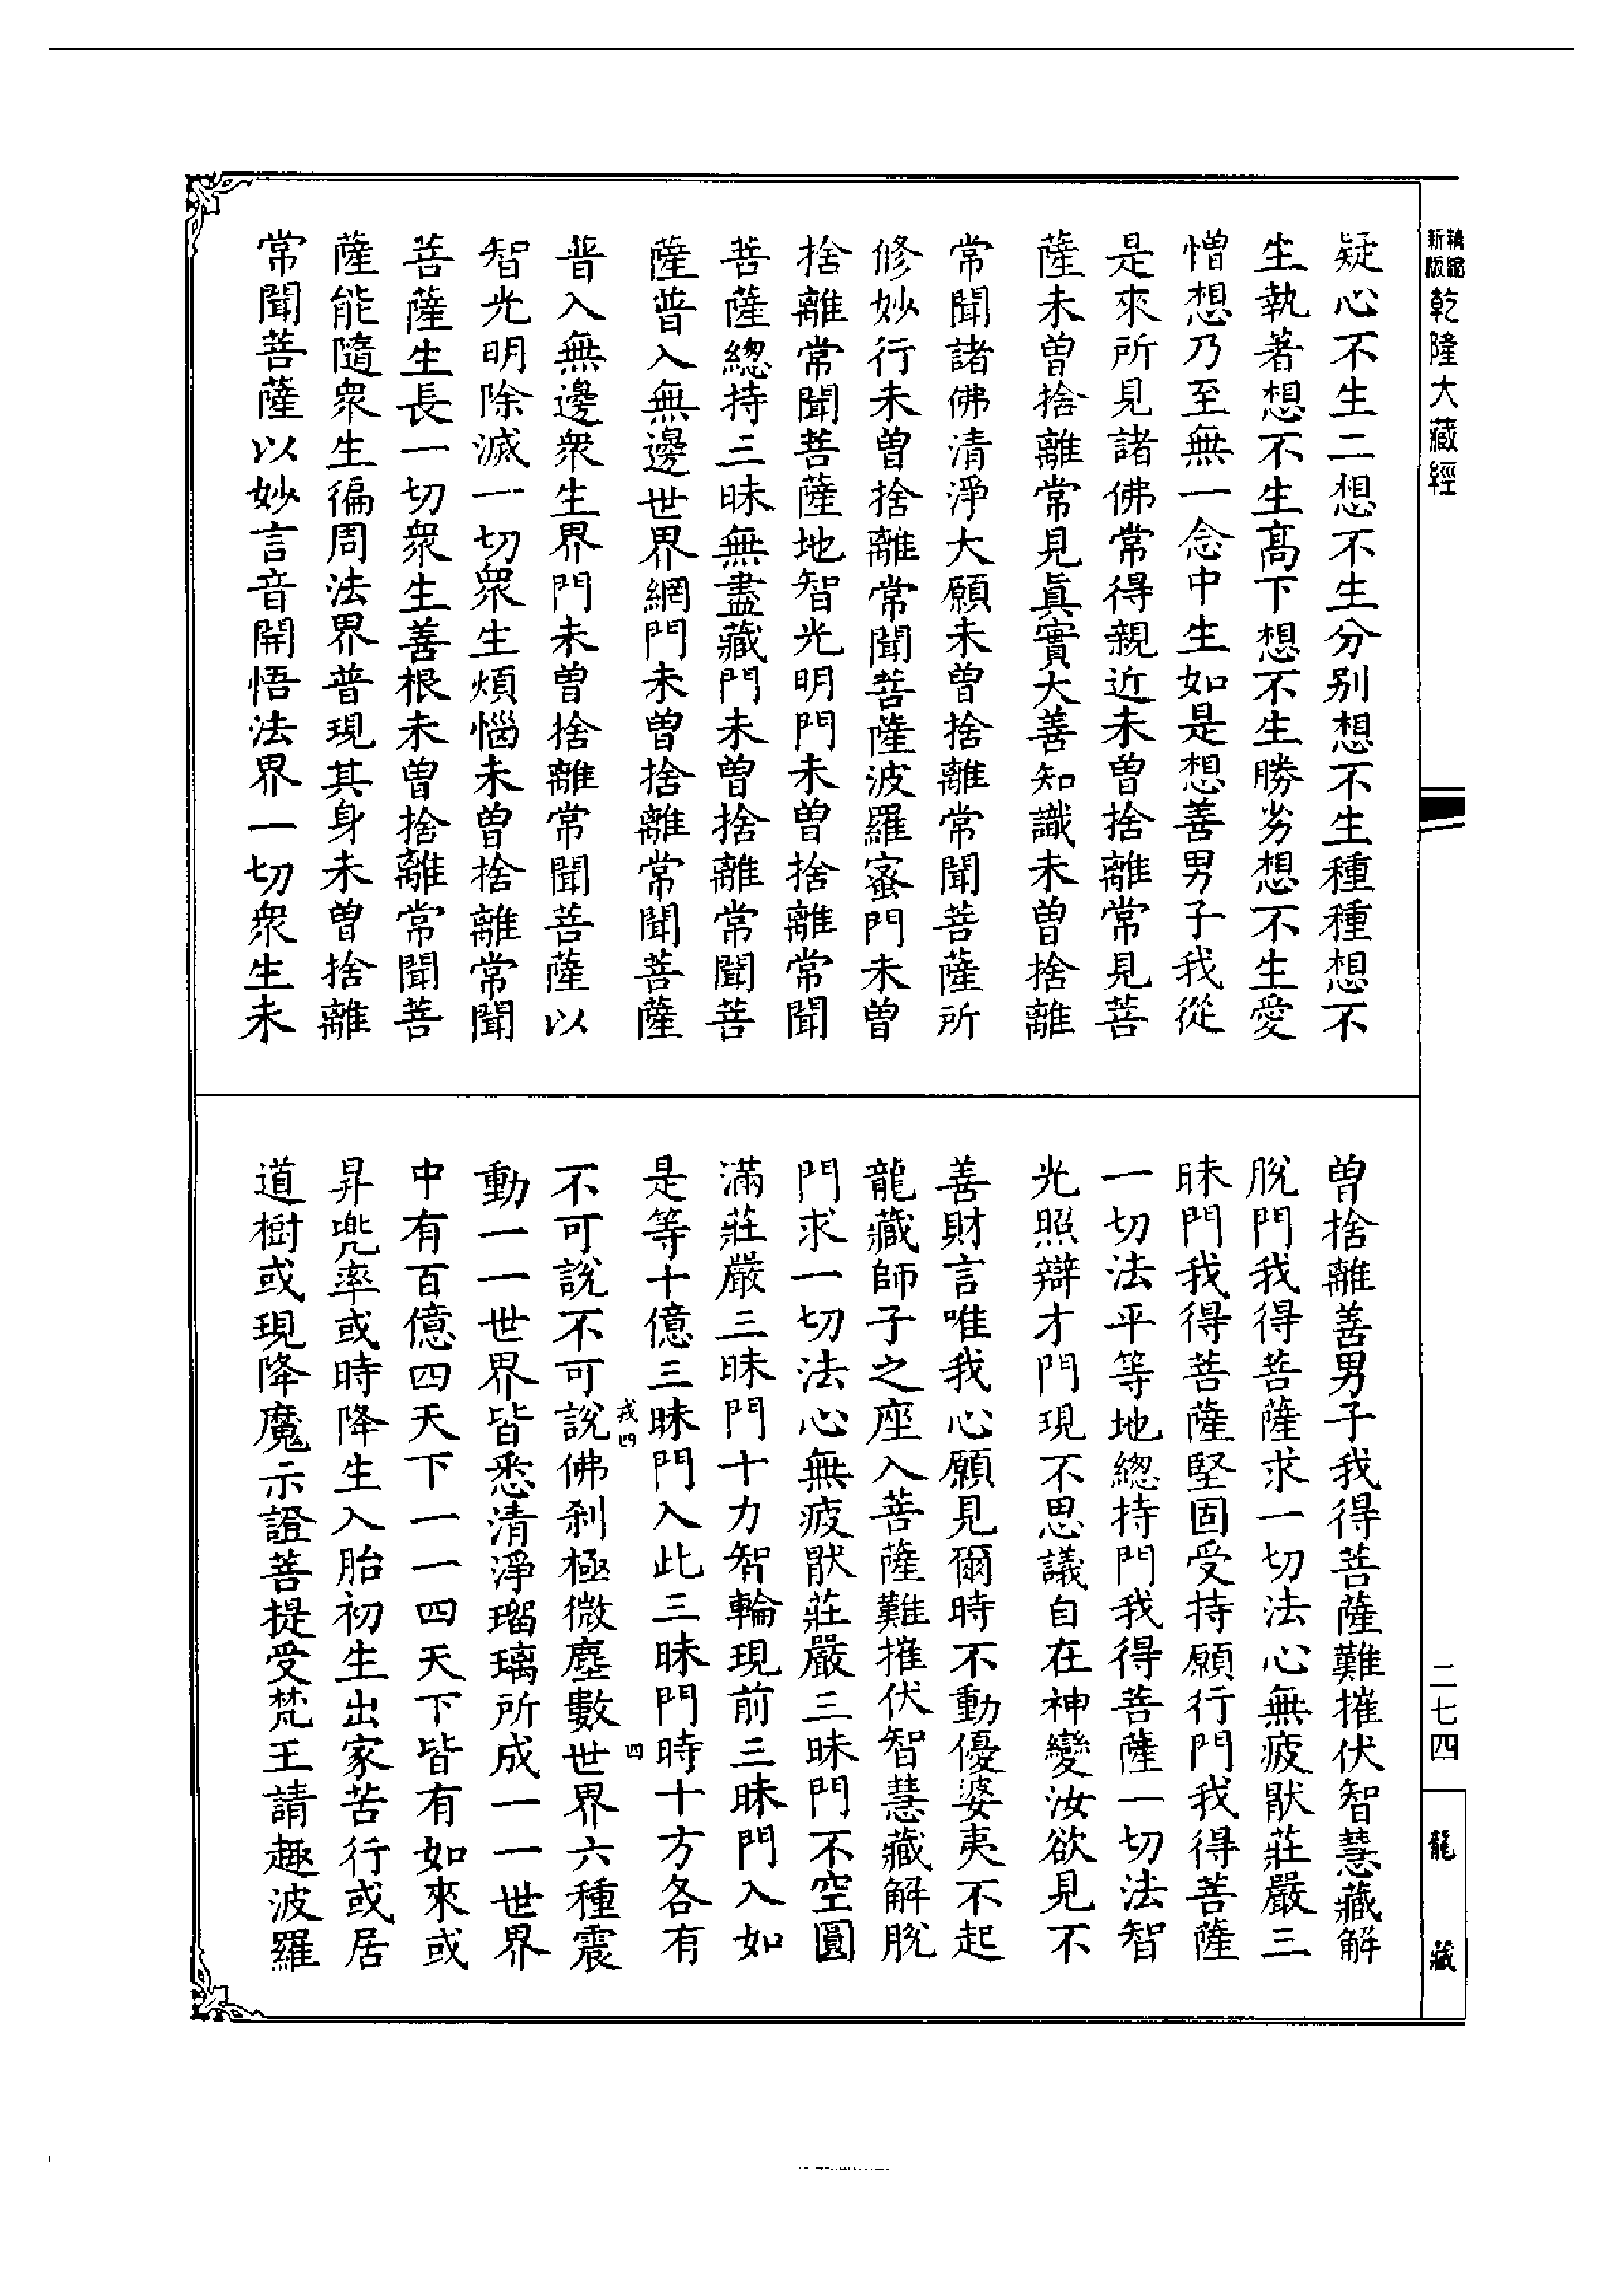 精縮新版乾隆大藏經
疑心不生二想不生分别想不生種種想不
生執著想不生髙下想不生勝劣想不生愛
憎想乃至無一念中生如是想善男子我從
是來所見諸佛常得親近未曾捨離常見菩
薩未曾捨離常見眞實大善知識未曾捨離
常聞諸佛清淨大願未曾捨離常聞菩薩所
修妙行未曾捨離常聞菩薩波羅蜜門未曾
捨離常聞菩薩地智光明門未曾捨離常聞
菩薩總持三昧無盡藏門未曾捨離常聞菩
薩普入無邊世界網門未曾捨離常聞菩薩
普入無邊衆生界門未曾捨離常聞菩薩以
智光明除滅一切衆生煩惱未曾捨離常聞
菩薩生長一切衆生善根未曾捨離常聞菩
薩能隨衆生徧周法界普現其身未曾捨離
常聞菩薩以妙言音開悟法界一切衆生未
曾捨離善男子我得菩薩難摧伏智慧藏解
脫門我得菩薩求一切法心無疲猒莊嚴三
昧門我得菩薩堅固受持願行門我得菩薩
一切法平等地總持門我得菩薩一切法智
光照辯才門現不思議自在神變汝欲見不
善財言唯我心願見爾時不動優婆夷不起
龍藏師子之座入菩薩難摧伏智慧藏解脫
門求一切法心無疲猒莊嚴三昧門不空圓
滿莊嚴三昧門十力智輪現前三昧門入如
是等十億三昧門入此三昧門時十方各有
戎四
四
不可說不可說佛刹極微塵數世界六種震
動一一世界皆悉清淨瑠璃所成一一世界
中有百億四天下一一四天下皆有如來或
昇兜率或時降生入胎初生出家苦行或居
道樹或現降魔示證菩提受梵王請趣波羅
二七四
龍藏